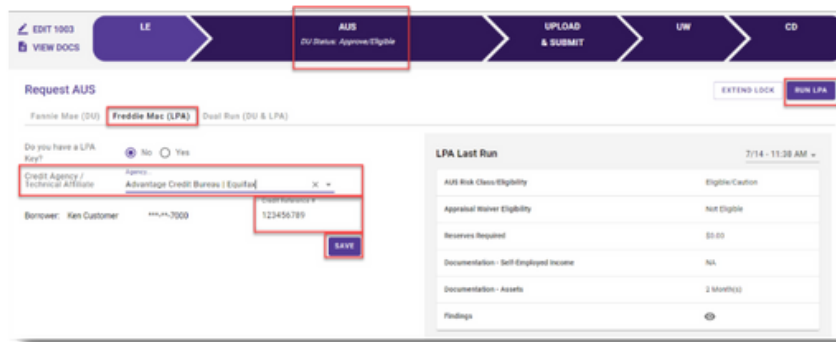 EDIT 1003
VIEW DOCS
LE
AUS
DU Status: Approve/Eligible
UPLOAD
& SUBMIT
UW
CD
Request AUS
EXTEND LOCK
RUN LPA
Fannie Mae (DU)
Freddie Mac (LPA)
Dual Run (DU & LPA)
Do you have a LPA
Key?
No
Yes
Credit Agency /
Technical Affiliate
Agency...
Advantage Credit Bureau | Equifax
Borrower: Ken Customer
***-**-7000
Credit Reference #
123456789
SAVE
LPA Last Run
7/14 - 11:38 AM
AUS Risk Class/Eligibility
Eligible/Caution
Appraisal Waiver Eligibility
Not Eligible
Reserves Required
$0.00
Documentation - Self-Employed Income
NA
Documentation - Assets
2 Month(s)
Findings